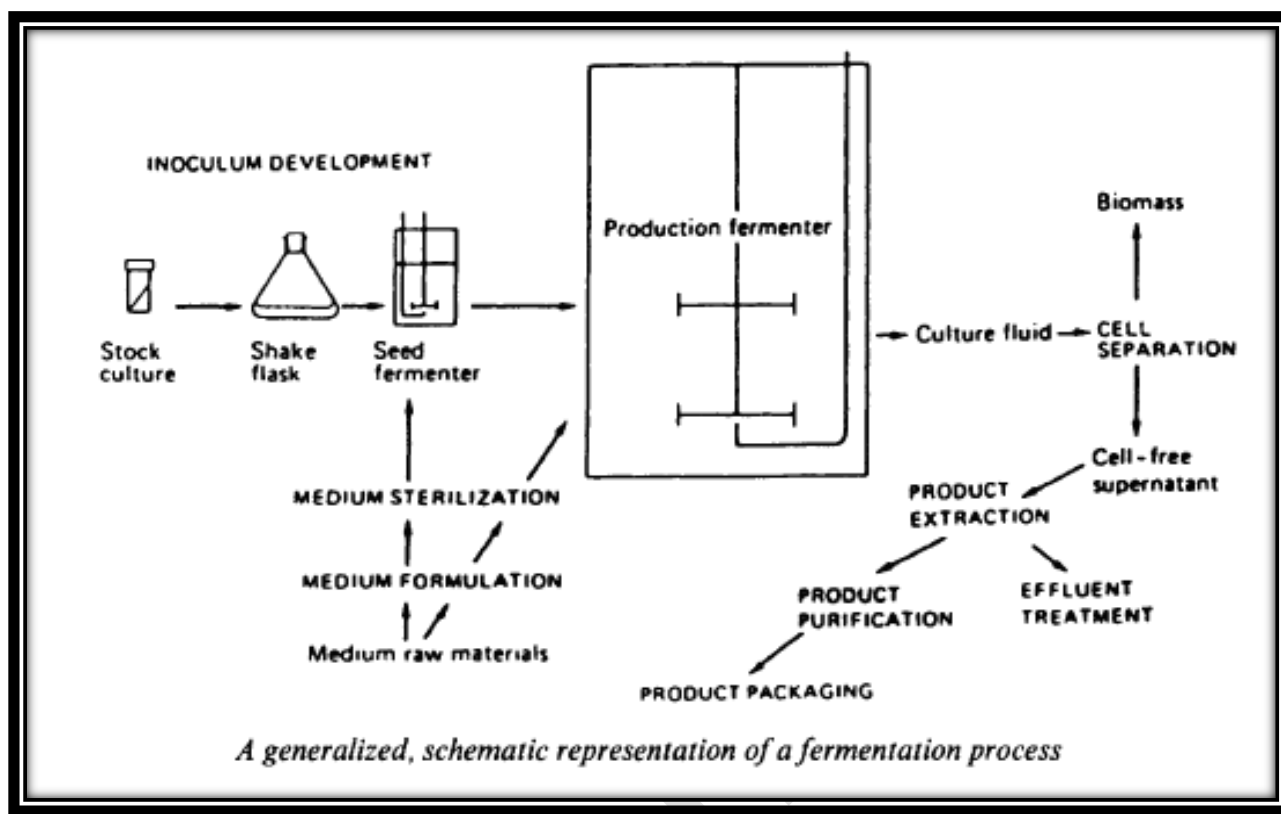 INOCULUM DEVELOPMENT
Stock
culture
Shake
flask
Seed
fermenter
Production fermenter
MEDIUM STERILIZATION
MEDIUM FORMULATION
Medium raw materials
Culture fluid
Biomass
CELL
SEPARATION
Cell-free
supernatant
PRODUCT
EXTRACTION
PRODUCT
PURIFICATION
EFFLUENT
TREATMENT
PRODUCT PACKAGING
A generalized, schematic representation of a fermentation process